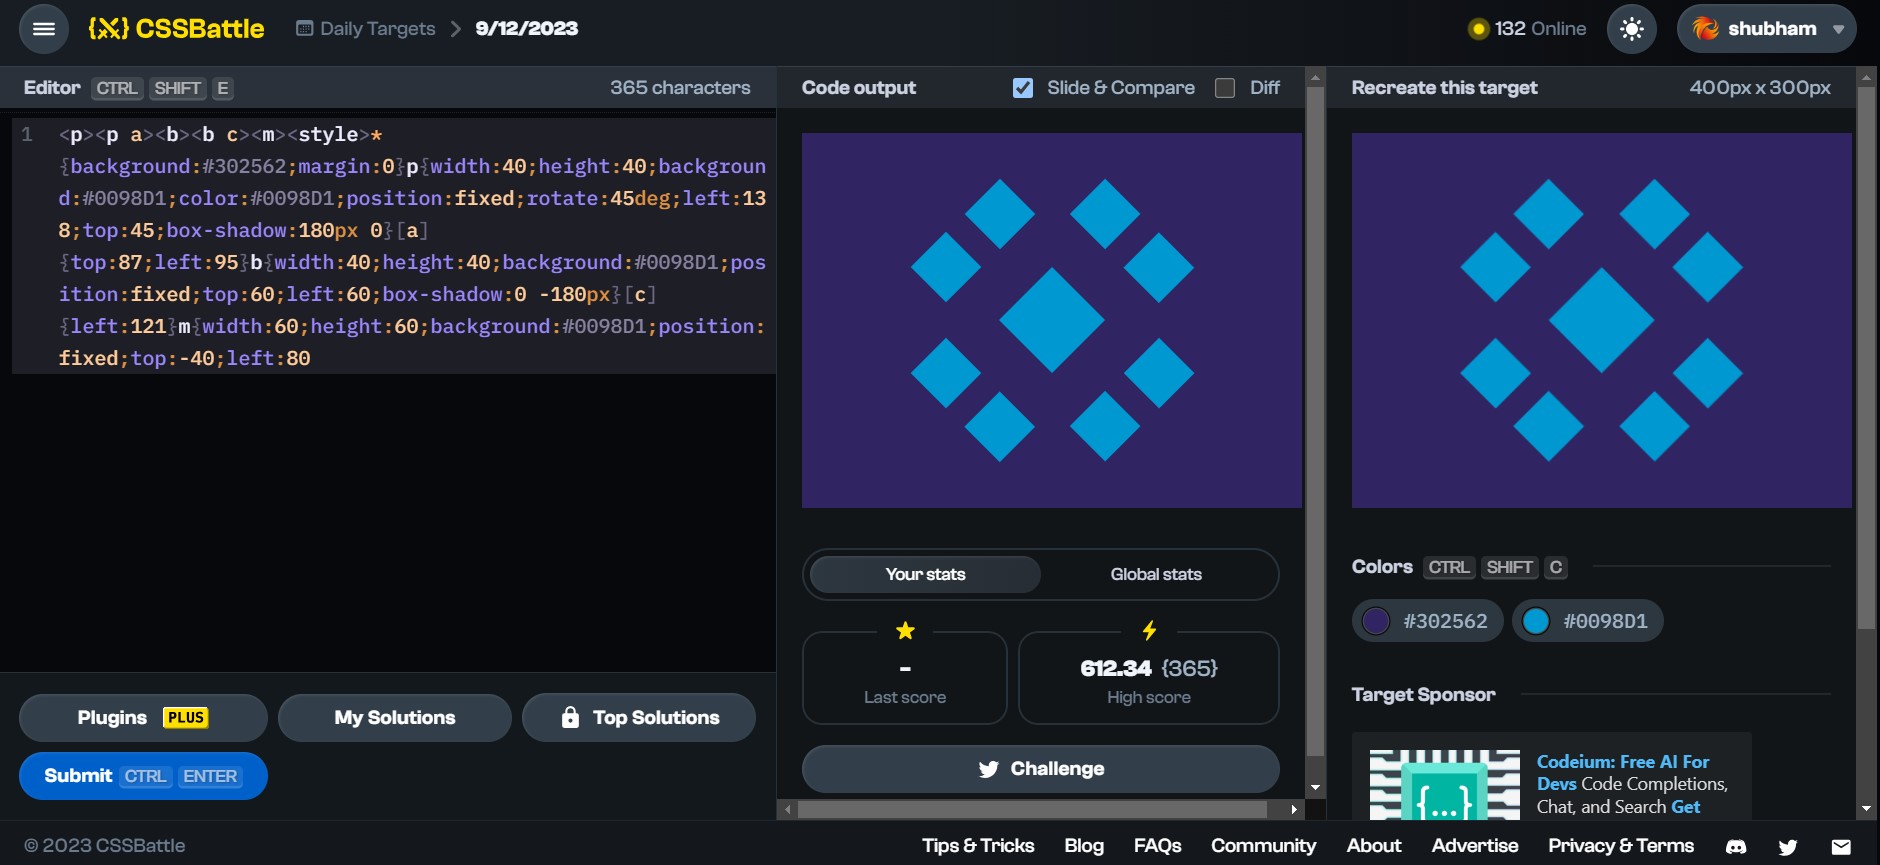 {X} CSSBattle
Daily Targets > 9/12/2023
132 Online
shubham
Editor CTRL SHIFT E
365 characters
1 <p><p a><b><b c><m><style>*
{background:#302562;margin:0}p{width:40;height:40;backgroun
d:#0098D1;color:#0098D1;position:fixed;rotate:45deg;left:13
8;top:45;box-shadow:180px 0}[a]
{top:87;left:95}b{width:40;height:40;background:#0098D1;pos
ition:fixed;top:60;left:60;box-shadow:0 -180px}[c]
{left:121}m{width:60;height:60;background:#0098D1;position:
fixed;top:-40;left:80
Plugins PLUS
My Solutions
Top Solutions
Submit CTRL ENTER
Code output
Slide & Compare
Diff
Your stats
Global stats
-
Last score
612.34 {365}
High score
Challenge
Recreate this target
400px x 300px
Colors CTRL SHIFT C
#302562
#0098D1
Target Sponsor
{...}
Codeium: Free AI For
Devs Code Completions,
Chat, and Search Get
© 2023 CSSBattle
Tips & Tricks
Blog
FAQs
Community
About
Advertise
Privacy & Terms